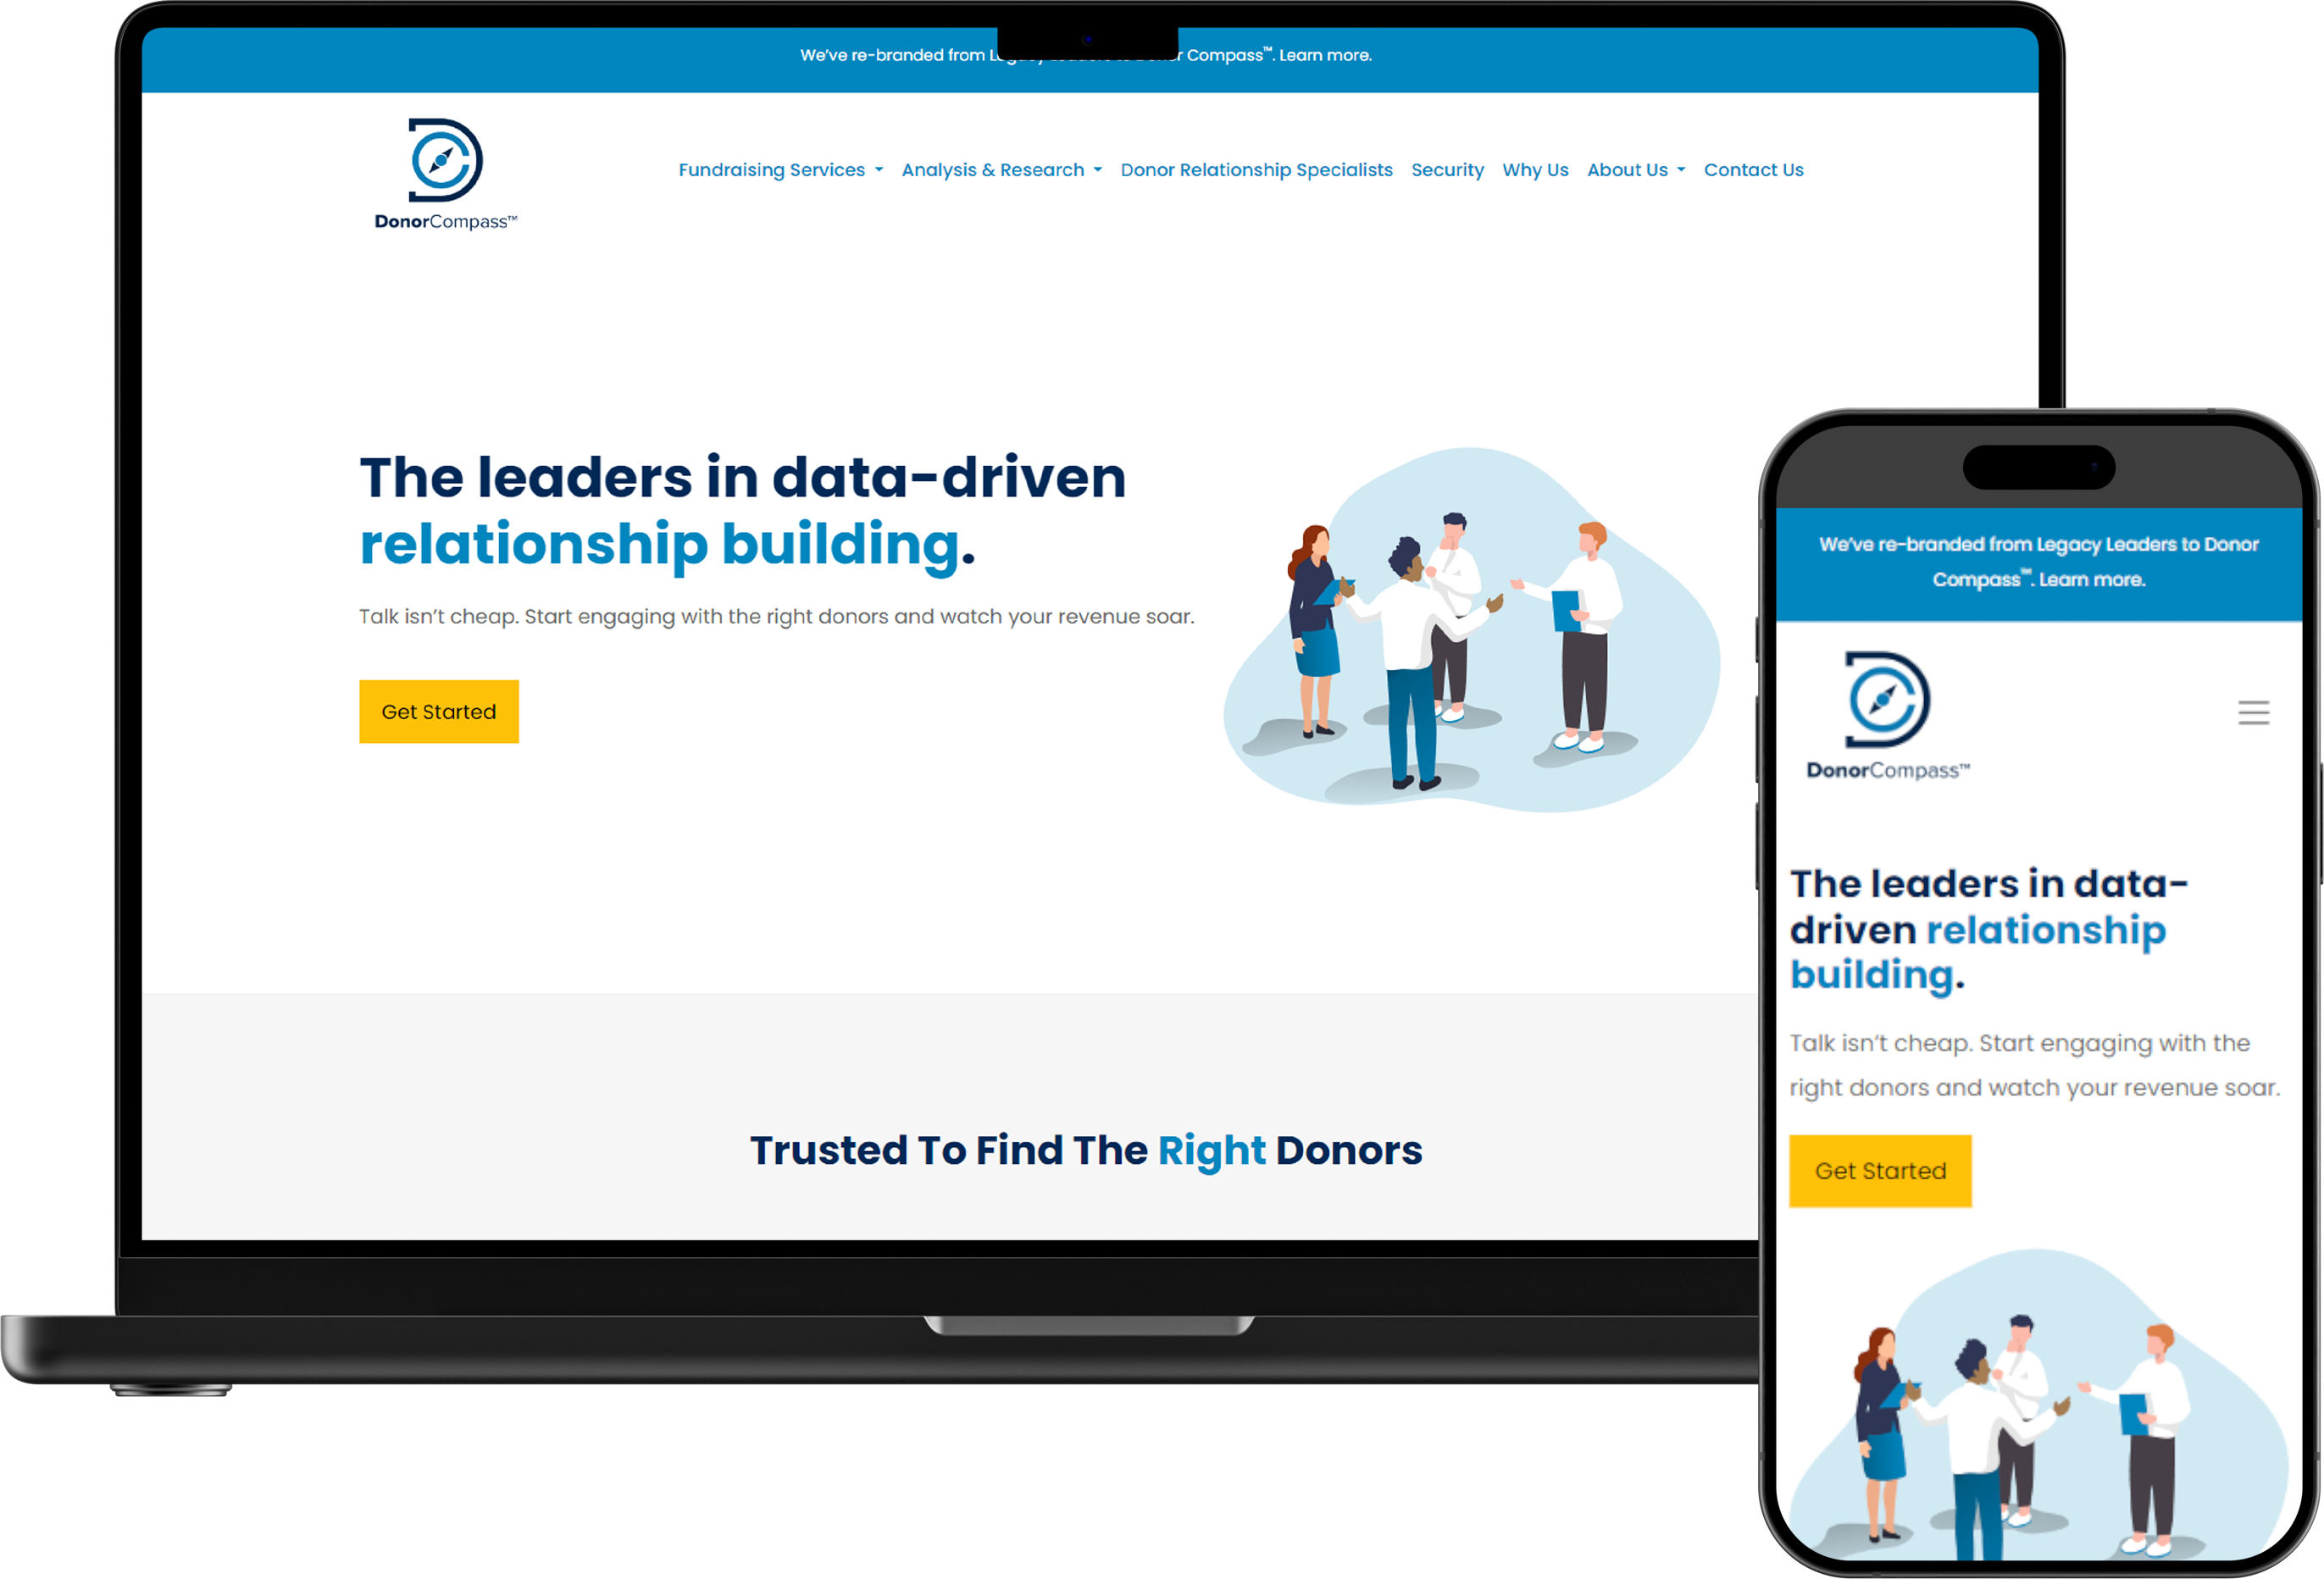 We've re-branded from L Compass™. Learn more.
DonorCompass™
Fundraising Services Analysis & Research Donor Relationship Specialists Security Why Us About Us Contact Us
The leaders in data-driven
relationship building.
Talk isn't cheap. Start engaging with the right donors and watch your revenue soar.
Get Started
Trusted To Find The Right Donors
We've re-branded from Legacy Leaders to Donor
Compass™. Learn more.
DonorCompass™
The leaders in data-
driven relationship
building.
Talk isn't cheap. Start engaging with the
right donors and watch your revenue soar.
Get Started